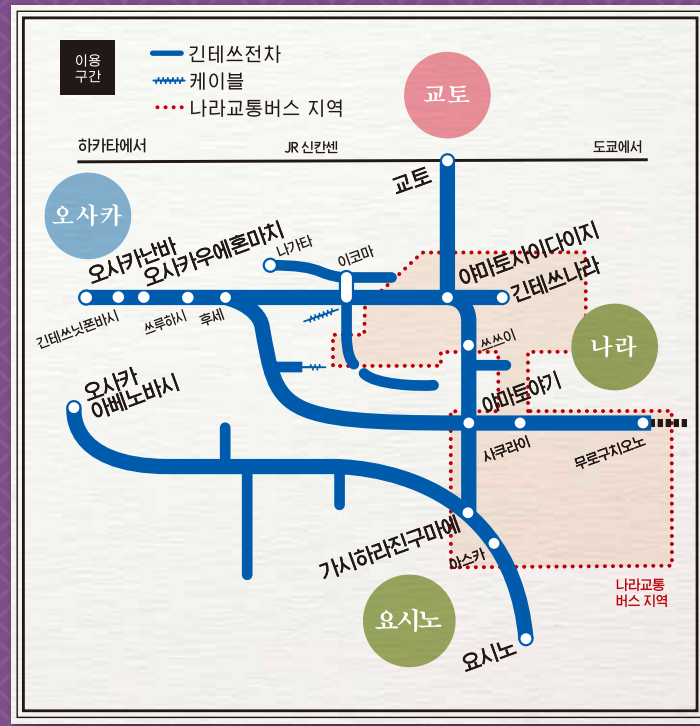 이용
구간
긴테쓰전차
케이블
나라교통버스 지역
교토
하카타에서
JR 신칸센
도쿄에서
교토
오사카
오사카난바
오사카우에혼마치
나가타
이코마
야마토사이다이지
긴테쓰나라
긴테쓰닛폰바시
쓰루하시
후세
쓰쓰이
나라
오사카
아베노바시
야마토야기
사쿠라이
무로구치오노
가시하라진구마에
아스카
나라교통
버스 지역
요시노
요시노